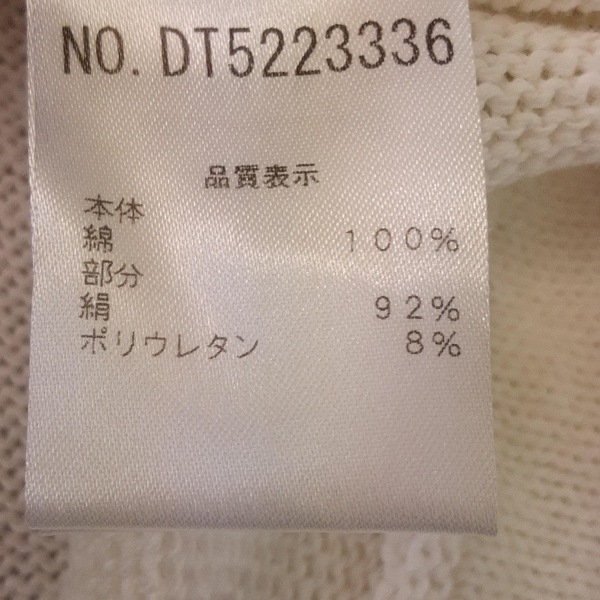 NO. DT5223336
品質表示
本体
綿 100%
部分
絹 92%
ポリウレタン 8%